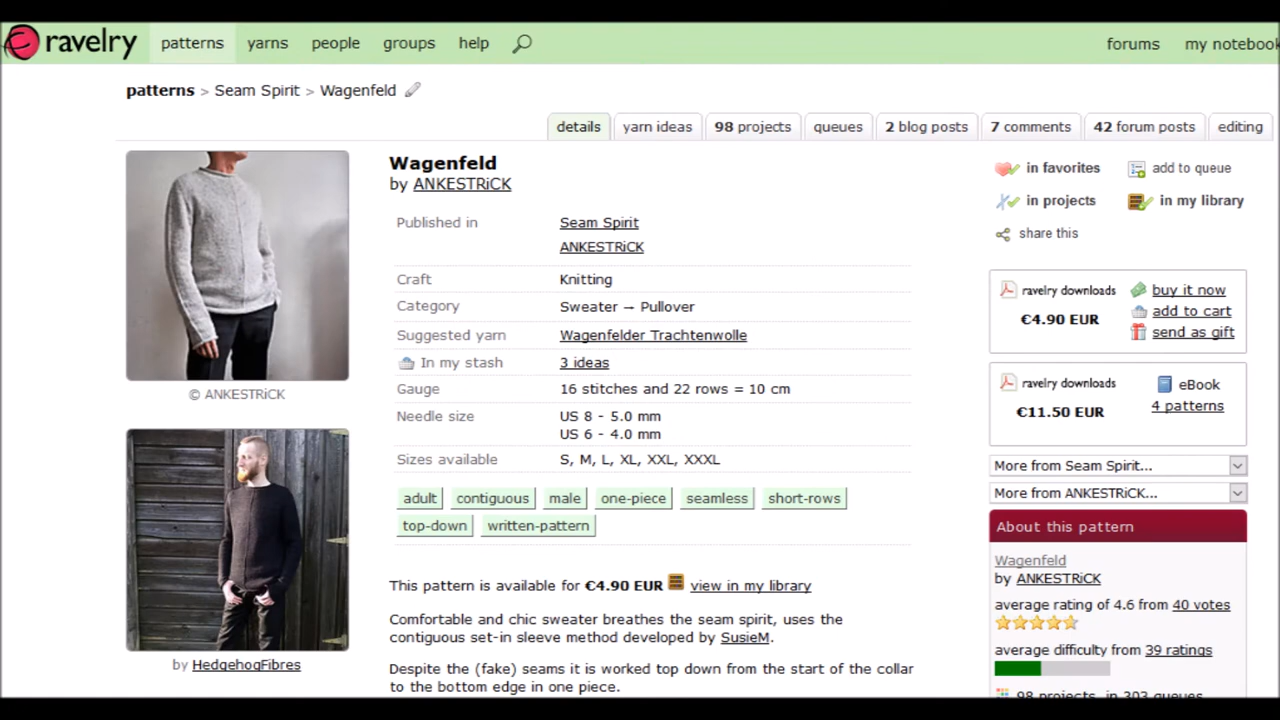 ravelry patterns yarns people groups help forums my notebook
patterns > Seam Spirit > Wagenfeld
details yarn ideas 98 projects queues 2 blog posts 7 comments 42 forum posts editing
Wagenfeld
by ANKESTRiCK
Published in Seam Spirit
ANKESTRiCK
Craft Knitting
Category Sweater → Pullover
Suggested yarn Wagenfelder Trachtenwolle
In my stash 3 ideas
Gauge 16 stitches and 22 rows = 10 cm
Needle size US 8 - 5.0 mm
US 6 - 4.0 mm
Sizes available S, M, L, XL, XXL, XXXL
adult contiguous male one-piece seamless short-rows
top-down written-pattern
This pattern is available for €4.90 EUR view in my library
Comfortable and chic sweater breathes the seam spirit, uses the
contiguous set-in sleeve method developed by SusieM.
Despite the (fake) seams it is worked top down from the start of the collar
to the bottom edge in one piece.
© ANKESTRiCK
by HedgehogFibres
in favorites add to queue
in projects in my library
share this
ravelry downloads buy it now
€4.90 EUR add to cart
send as gift
ravelry downloads eBook
€11.50 EUR 4 patterns
More from Seam Spirit...
More from ANKESTRiCK...
About this pattern
Wagenfeld
by ANKESTRiCK
average rating of 4.6 from 40 votes
average difficulty from 39 ratings
98 projects, in 303 queues